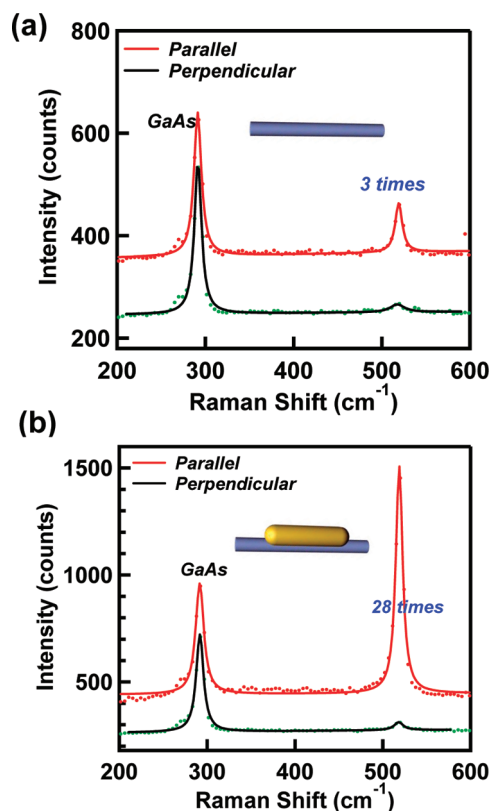 (a)
800
600
400
200
Intensity (counts)
Parallel
Perpendicular
GaAs
3 times
200 300 400 500 600
Raman Shift (cm⁻¹)
(b)
1500
1000
500
Intensity (counts)
Parallel
Perpendicular
GaAs
28 times
200 300 400 500 600
Raman Shift (cm⁻¹)